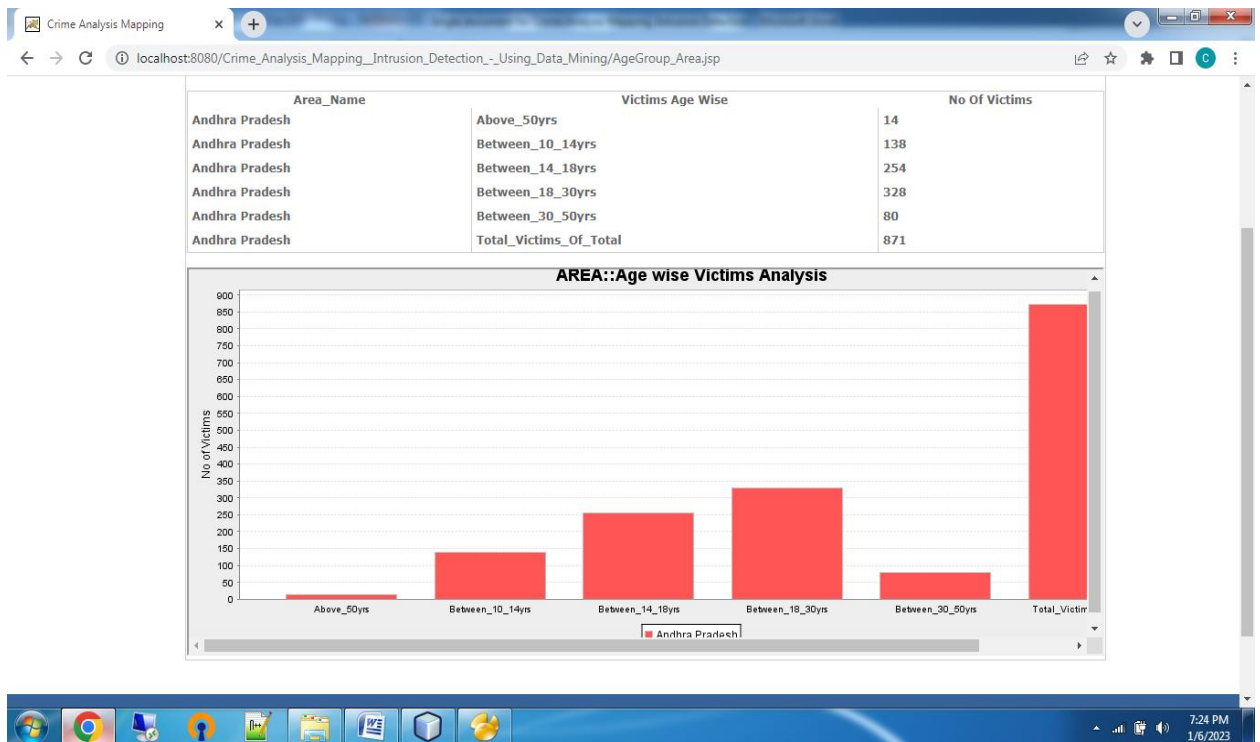 Crime Analysis Mapping
localhost:8080/Crime_Analysis_Mapping__Intrusion_Detection_-_Using_Data_Mining/AgeGroup_Area.jsp
C
Area_Name Victims Age Wise No Of Victims
Andhra Pradesh Above_50yrs 14
Andhra Pradesh Between_10_14yrs 138
Andhra Pradesh Between_14_18yrs 254
Andhra Pradesh Between_18_30yrs 328
Andhra Pradesh Between_30_50yrs 80
Andhra Pradesh Total_Victims_Of_Total 871
AREA::Age wise Victims Analysis
900
850
800
750
700
650
600
550
500
450
400
350
300
250
200
150
100
50
0
No of Victims
Above_50yrs Between_10_14yrs Between_14_18yrs Between_18_30yrs Between_30_50yrs Total_Victim
Andhra Pradesh
7:24 PM
1/6/2023